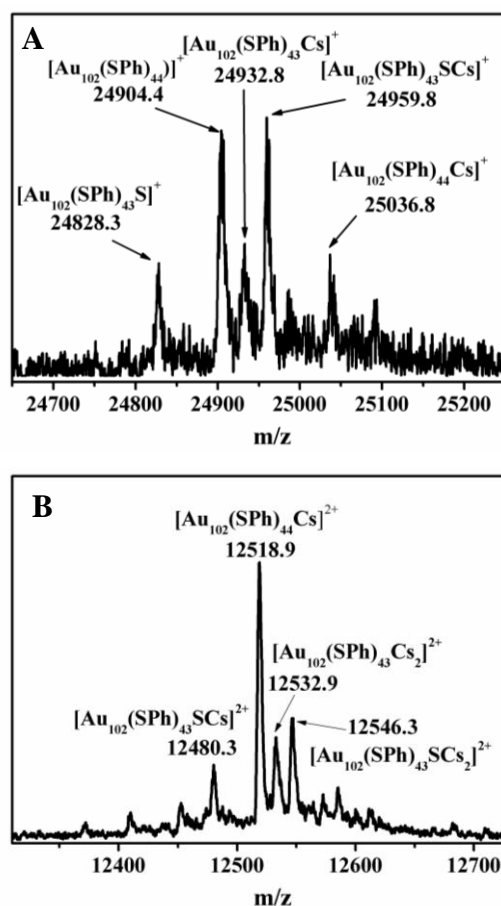 A
[Au102(SPh)43Cs]+
24932.8
[Au102(SPh)44)]+
24904.4
[Au102(SPh)43SCs]+
24959.8
[Au102(SPh)43S]+
24828.3
[Au102(SPh)44Cs]+
25036.8
24700 24800 24900 25000 25100 25200
m/z
B
[Au102(SPh)44Cs]2+
12518.9
[Au102(SPh)43Cs2]2+
12532.9
[Au102(SPh)43SCs]2+
12480.3
12546.3
[Au102(SPh)43SCs2]2+
12400 12500 12600 12700
m/z